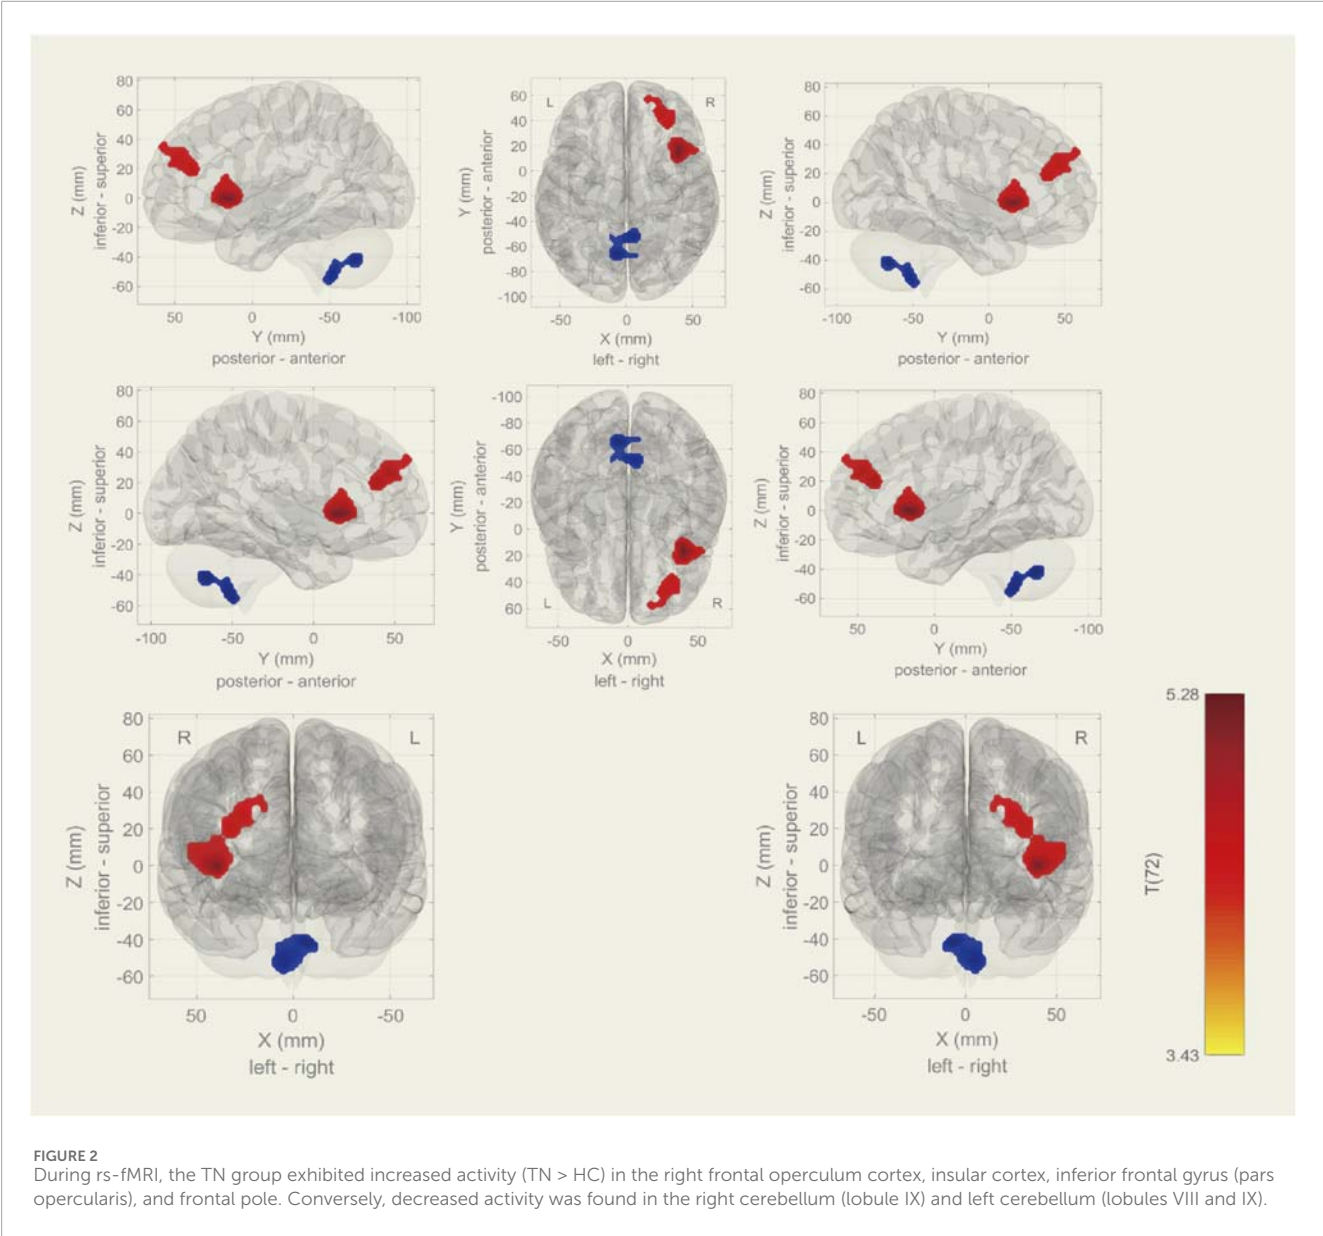 80
60
40
20
0
-20
-40
-60
Z (mm)
inferior - superior
50
0
-50
-100
Y (mm)
posterior - anterior
L
R
60
40
20
0
-20
-40
-60
-80
-100
Y (mm)
posterior - anterior
-50
0
50
X (mm)
left - right
80
60
40
20
0
-20
-40
-60
Z (mm)
inferior - superior
-100
-50
0
50
Y (mm)
posterior - anterior
80
60
40
20
0
-20
-40
-60
Z (mm)
inferior - superior
-100
-50
0
50
Y (mm)
posterior - anterior
-100
-80
-60
-40
-20
0
20
40
60
Y (mm)
posterior - anterior
L
R
-50
0
50
X (mm)
left - right
80
60
40
20
0
-20
-40
-60
Z (mm)
inferior - superior
50
0
-50
-100
Y (mm)
posterior - anterior
R
L
80
60
40
20
0
-20
-40
-60
Z (mm)
inferior - superior
50
0
-50
X (mm)
left - right
L
R
80
60
40
20
0
-20
-40
-60
Z (mm)
inferior - superior
-50
0
50
X (mm)
left - right
5.28
T(72)
3.43
FIGURE 2
During rs-fMRI, the TN group exhibited increased activity (TN > HC) in the right frontal operculum cortex, insular cortex, inferior frontal gyrus (pars
opercularis), and frontal pole. Conversely, decreased activity was found in the right cerebellum (lobule IX) and left cerebellum (lobules VIII and IX).